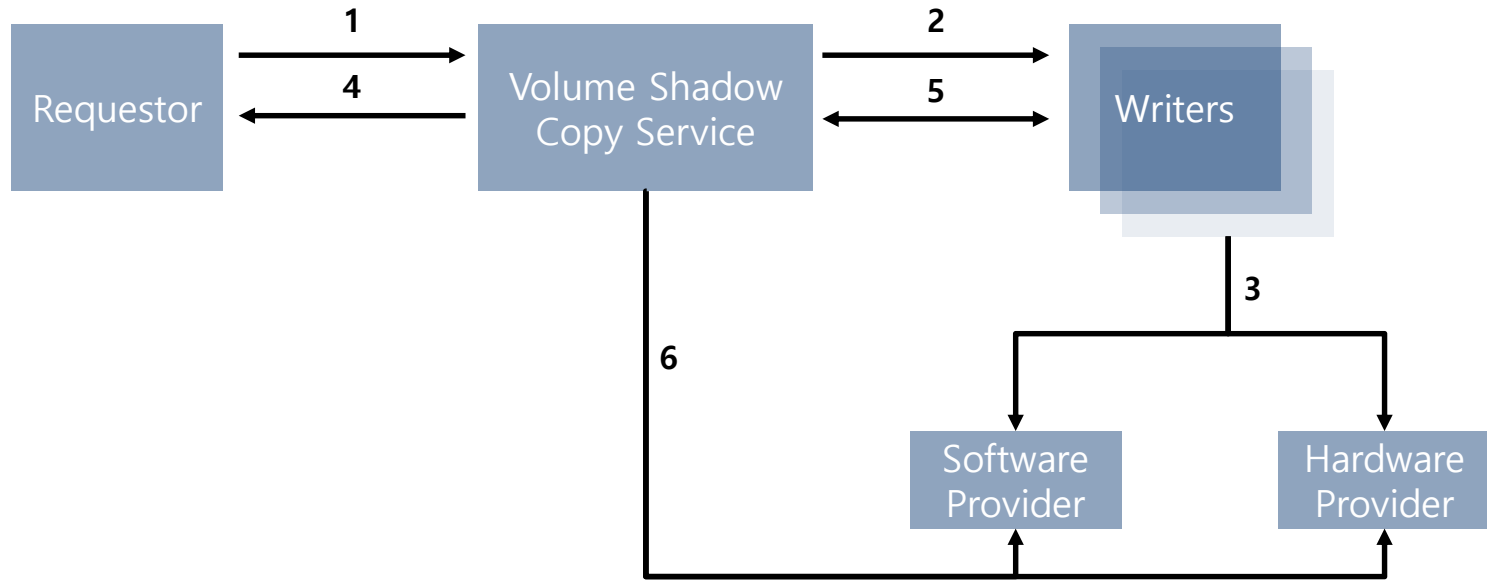 1
2
Requestor
Volume Shadow
Copy Service
Writers
4
5
3
6
Software
Provider
Hardware
Provider